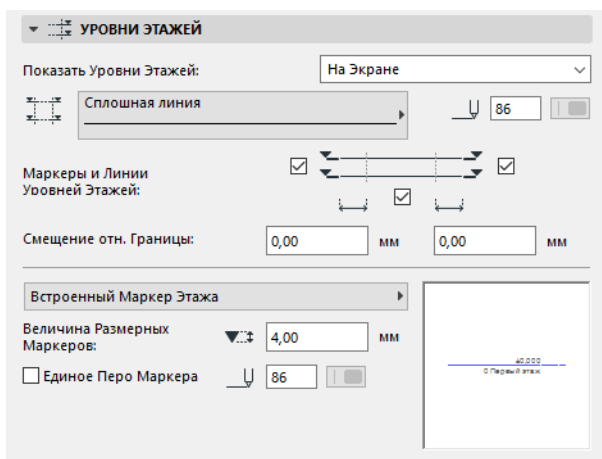 УРОВНИ ЭТАЖЕЙ
Показать Уровни Этажей:
На Экране
Сплошная линия
86
Маркеры и Линии
Уровней Этажей:
Смещение отн. Границы:
0,00
мм
0,00
мм
Встроенный Маркер Этажа
Величина Размерных
Маркеров:
4,00
мм
Единое Перо Маркера
86
±0,000
0 Первый этаж